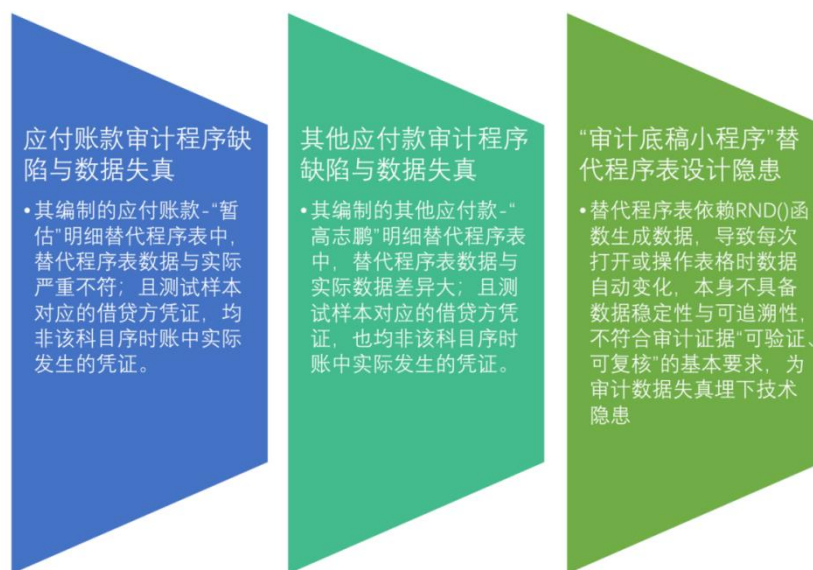 应付账款审计程序缺
陷与数据失真
•其编制的应付账款-“暂
估”明细替代程序表中,
替代程序表数据与实际
严重不符；且测试样本
对应的借贷方凭证，均
非该科目序时账中实际
发生的凭证。
其他应付款审计程序
缺陷与数据失真
•其编制的其他应付款-“
高志鹏”明细替代程序表
中，替代程序表数据与
实际数据差异大；且测
试样本对应的借贷方凭
证，也均非该科目序时
账中实际发生的凭证。
“审计底稿小程序”替
代程序表设计隐患
•替代程序表依赖RND()函
数生成数据，导致每次
打开或操作表格时数据
自动变化，本身不具备
数据稳定性与可追溯性,
不符合审计证据“可验证、
可复核”的基本要求，为
审计数据失真埋下技术
隐患